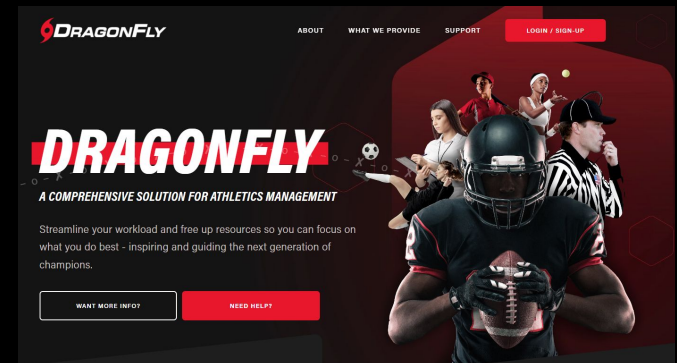 DRAGONFLY
ABOUT
WHAT WE PROVIDE
SUPPORT
LOGIN / SIGN-UP
DRAGONFLY
A COMPREHENSIVE SOLUTION FOR ATHLETICS MANAGEMENT
Streamline your workload and free up resources so you can focus on
what you do best - inspiring and guiding the next generation of
champions.
WANT MORE INFO?
NEED HELP?